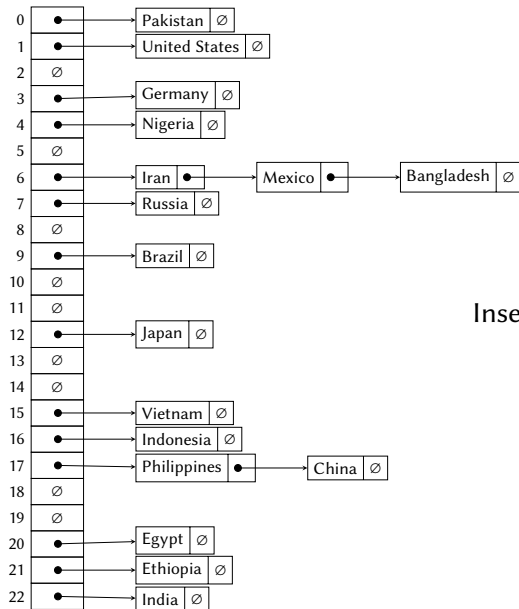 0 Pakistan ∅
1 United States ∅
2 ∅
3 Germany ∅
4 Nigeria ∅
5 ∅
6 Iran Mexico Bangladesh ∅
7 Russia ∅
8 ∅
9 Brazil ∅
10 ∅
11 ∅
Inse
12 Japan ∅
13 ∅
14 ∅
15 Vietnam ∅
16 Indonesia ∅
17 Philippines China ∅
18 ∅
19 ∅
20 Egypt ∅
21 Ethiopia ∅
22 India ∅